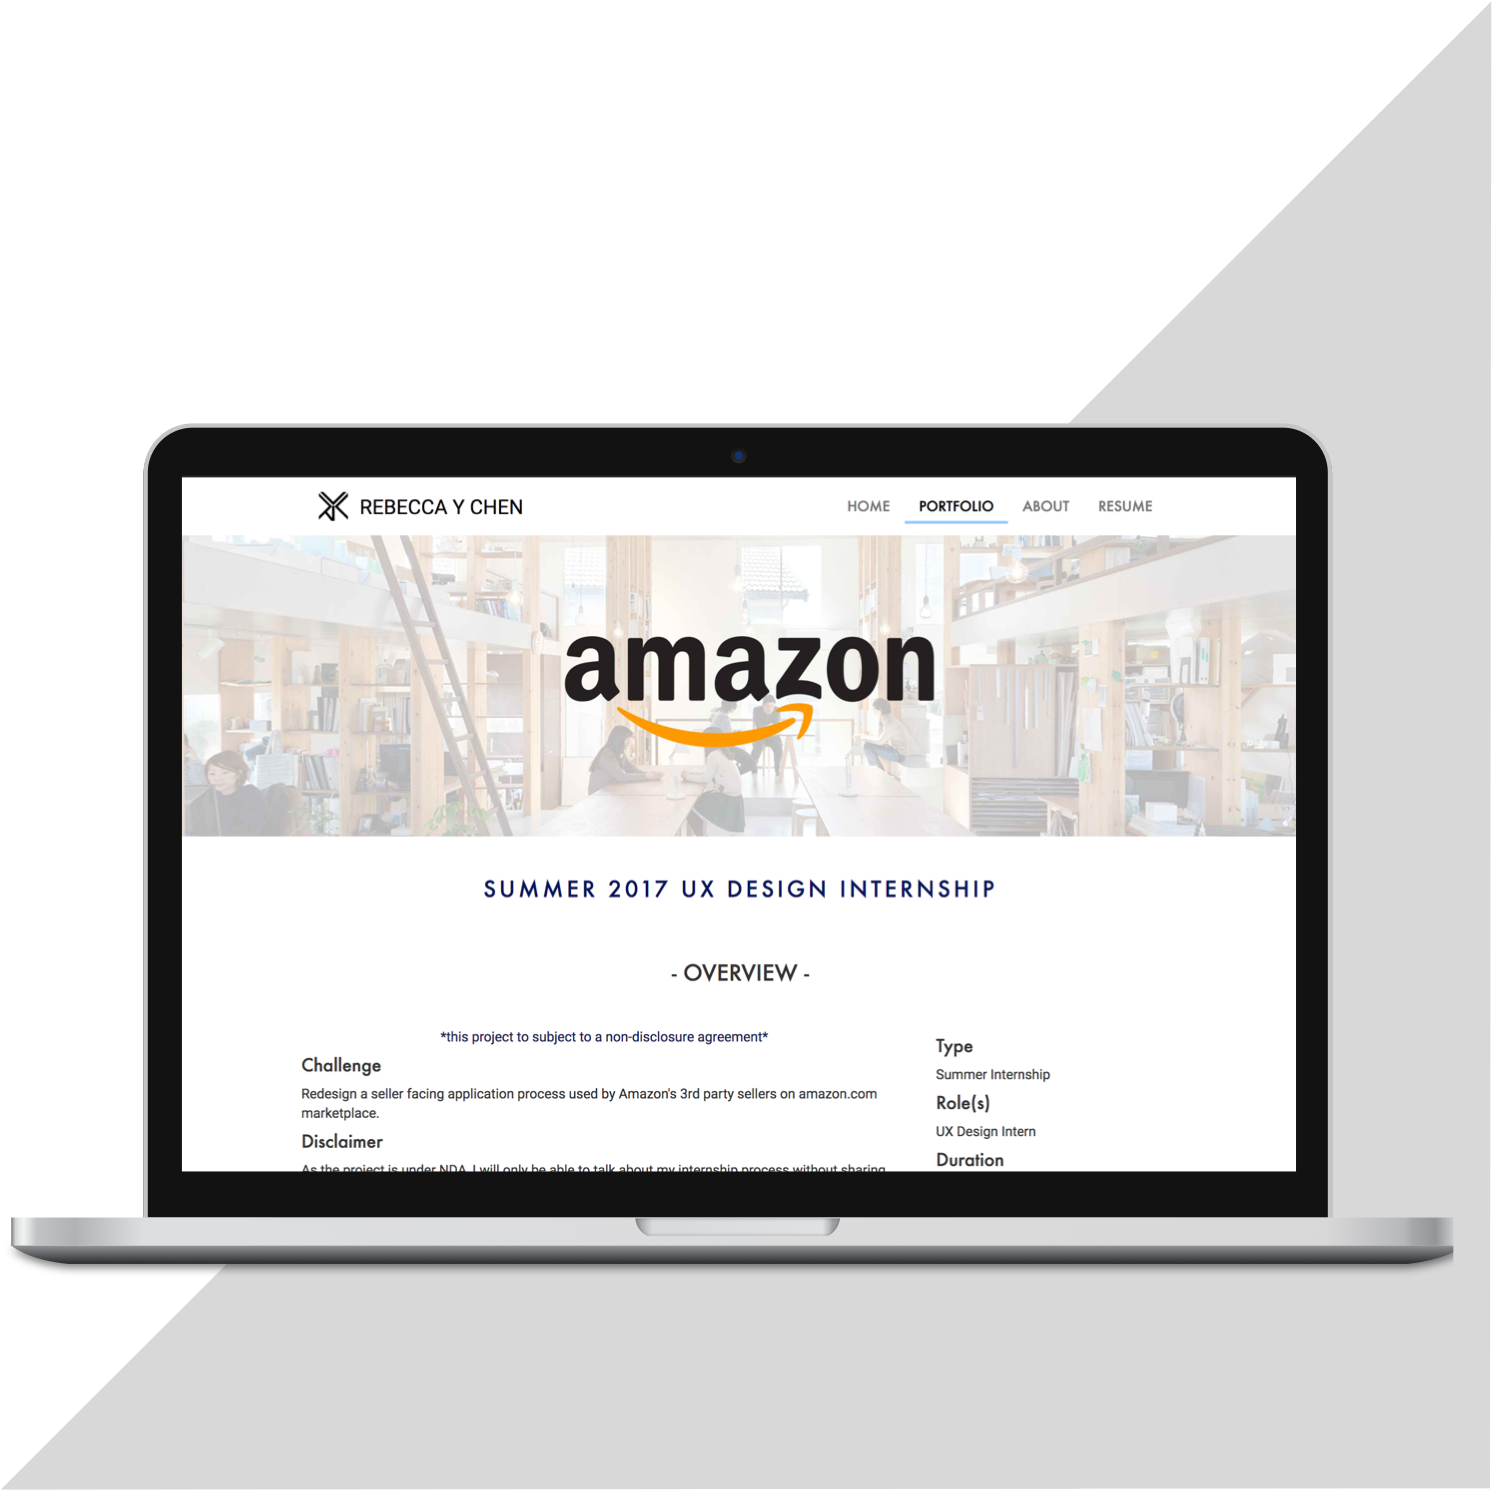 REBECCA Y CHEN
HOME PORTFOLIO ABOUT RESUME
amazon
SUMMER 2017 UX DESIGN INTERNSHIP
- OVERVIEW -
*this project to subject to a non-disclosure agreement*
Challenge
Redesign a seller facing application process used by Amazon's 3rd party sellers on amazon.com
marketplace.
Disclaimer
As the project is under NDA, I will only be able to talk about my internship process without sharing
Type
Summer Internship
Role(s)
UX Design Intern
Duration